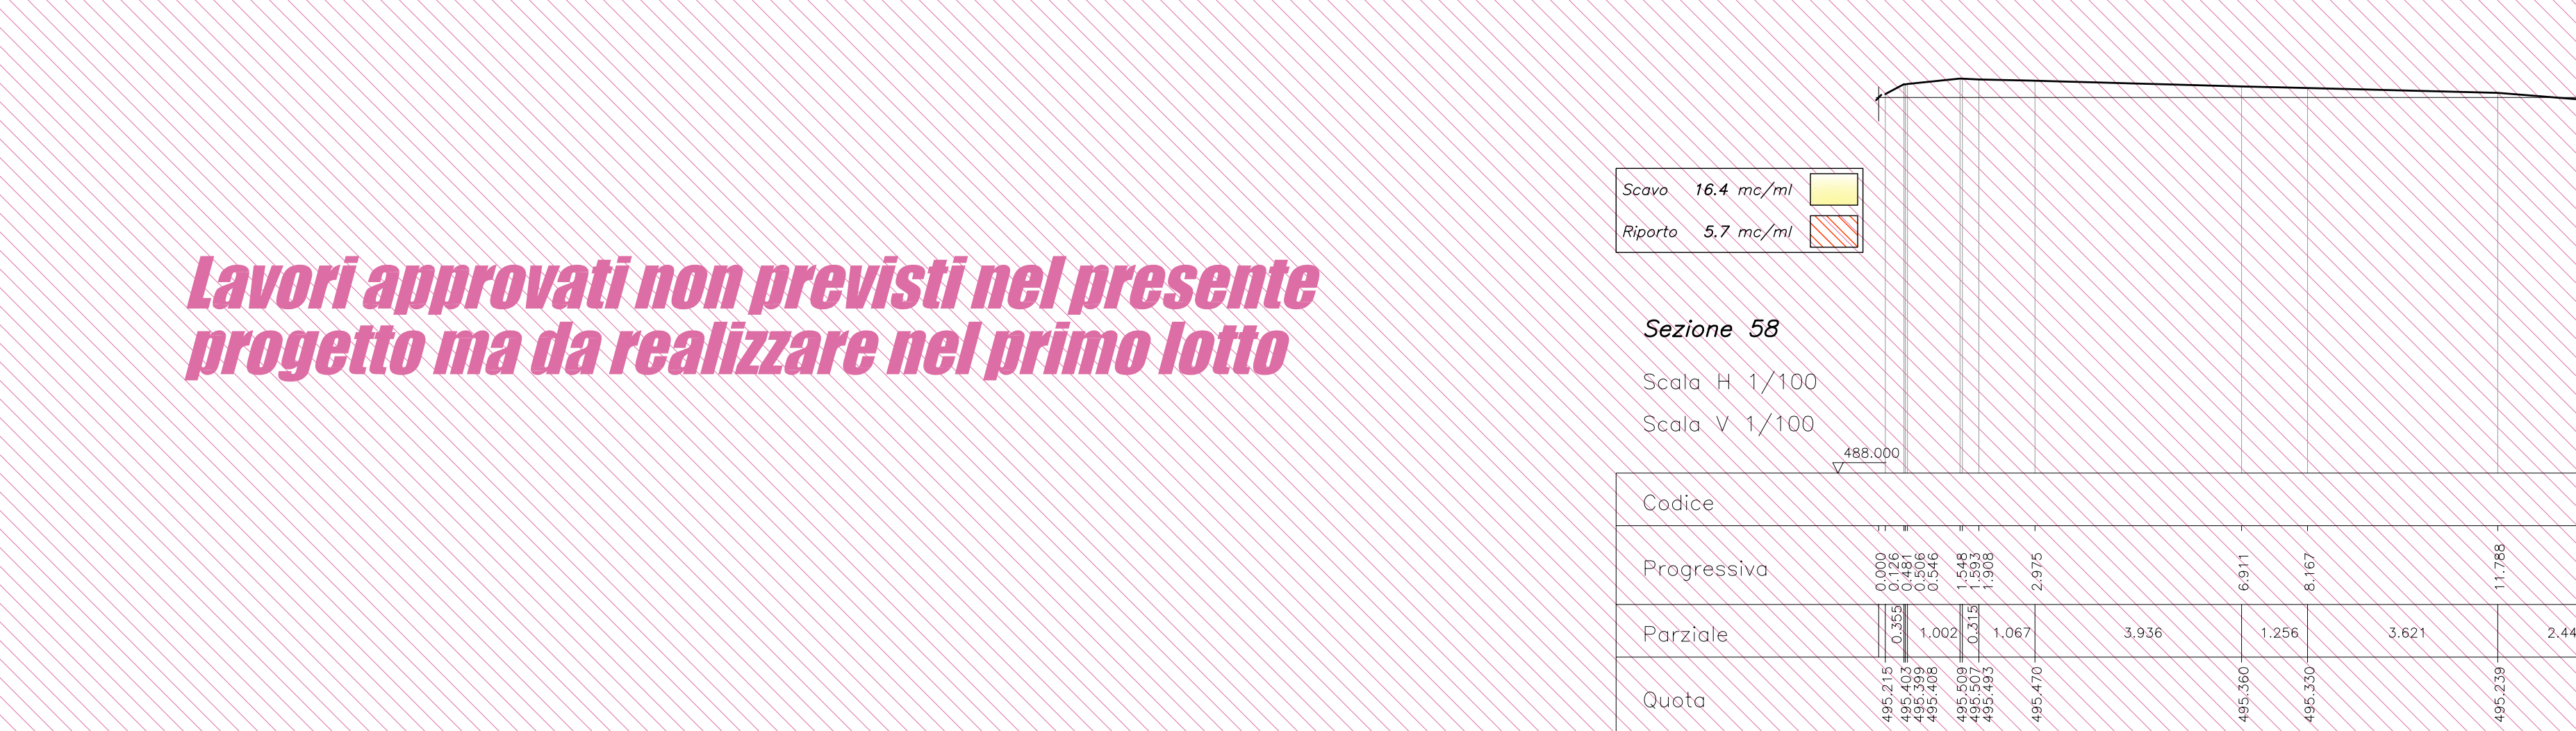 Lavori approvati non previsti nel presente
progetto ma da realizzare nel primo lotto
Scavo 16.4 mc/ml
Riporto 5.7 mc/ml
Sezione 58
Scala H 1/100
Scala V 1/100
488.000
Codice
Progressiva 0.000 0.126 0.481 0.506 0.546 1.548 1.593 1.908 2.975 6.911 8.167 11.788
Parziale 0.355 1.002 0.315 1.067 3.936 1.256 3.621 2.44
Quota 495.215 495.403 495.399 495.408 495.509 495.507 495.493 495.470 495.360 495.330 495.239